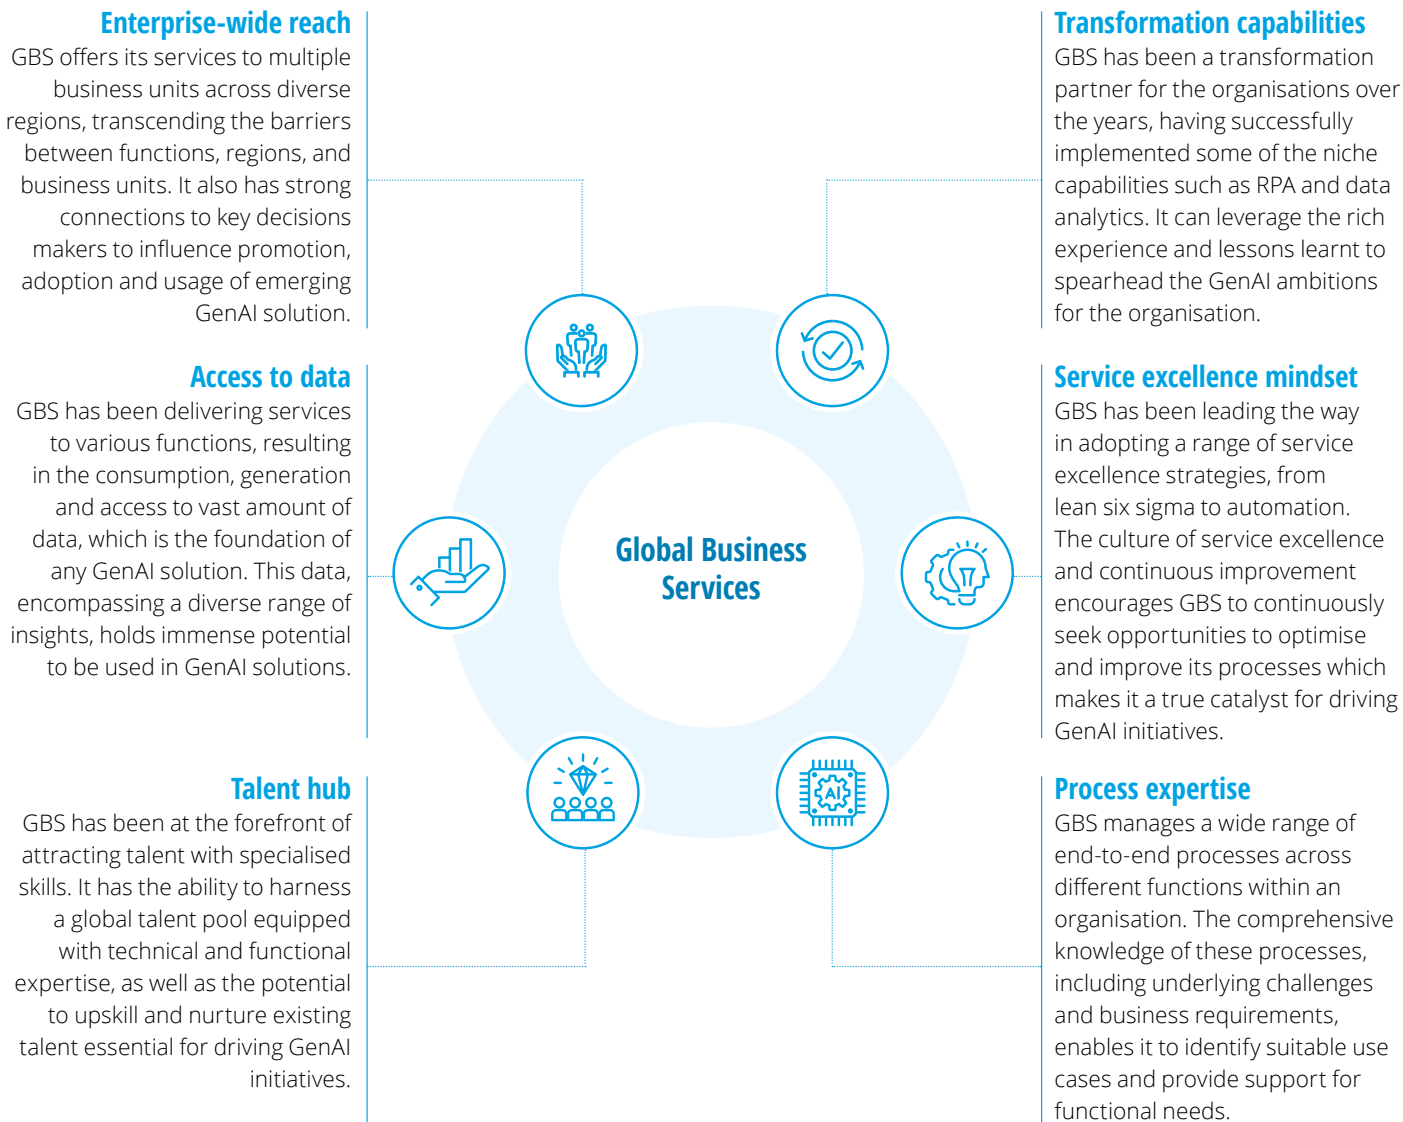 Enterprise-wide reach
GBS offers its services to multiple
business units across diverse
regions, transcending the barriers
between functions, regions, and
business units. It also has strong
connections to key decisions
makers to influence promotion,
adoption and usage of emerging
GenAI solution.
Access to data
GBS has been delivering services
to various functions, resulting
in the consumption, generation
and access to vast amount of
data, which is the foundation of
any GenAI solution. This data,
encompassing a diverse range of
insights, holds immense potential
to be used in GenAI solutions.
Talent hub
GBS has been at the forefront of
attracting talent with specialised
skills. It has the ability to harness
a global talent pool equipped
with technical and functional
expertise, as well as the potential
to upskill and nurture existing
talent essential for driving GenAI
initiatives.
Global Business
Services
AI
Transformation capabilities
GBS has been a transformation
partner for the organisations over
the years, having successfully
implemented some of the niche
capabilities such as RPA and data
analytics. It can leverage the rich
experience and lessons learnt to
spearhead the GenAI ambitions
for the organisation.
Service excellence mindset
GBS has been leading the way
in adopting a range of service
excellence strategies, from
lean six sigma to automation.
The culture of service excellence
and continuous improvement
encourages GBS to continuously
seek opportunities to optimise
and improve its processes which
makes it a true catalyst for driving
GenAI initiatives.
Process expertise
GBS manages a wide range of
end-to-end processes across
different functions within an
organisation. The comprehensive
knowledge of these processes,
including underlying challenges
and business requirements,
enables it to identify suitable use
cases and provide support for
functional needs.